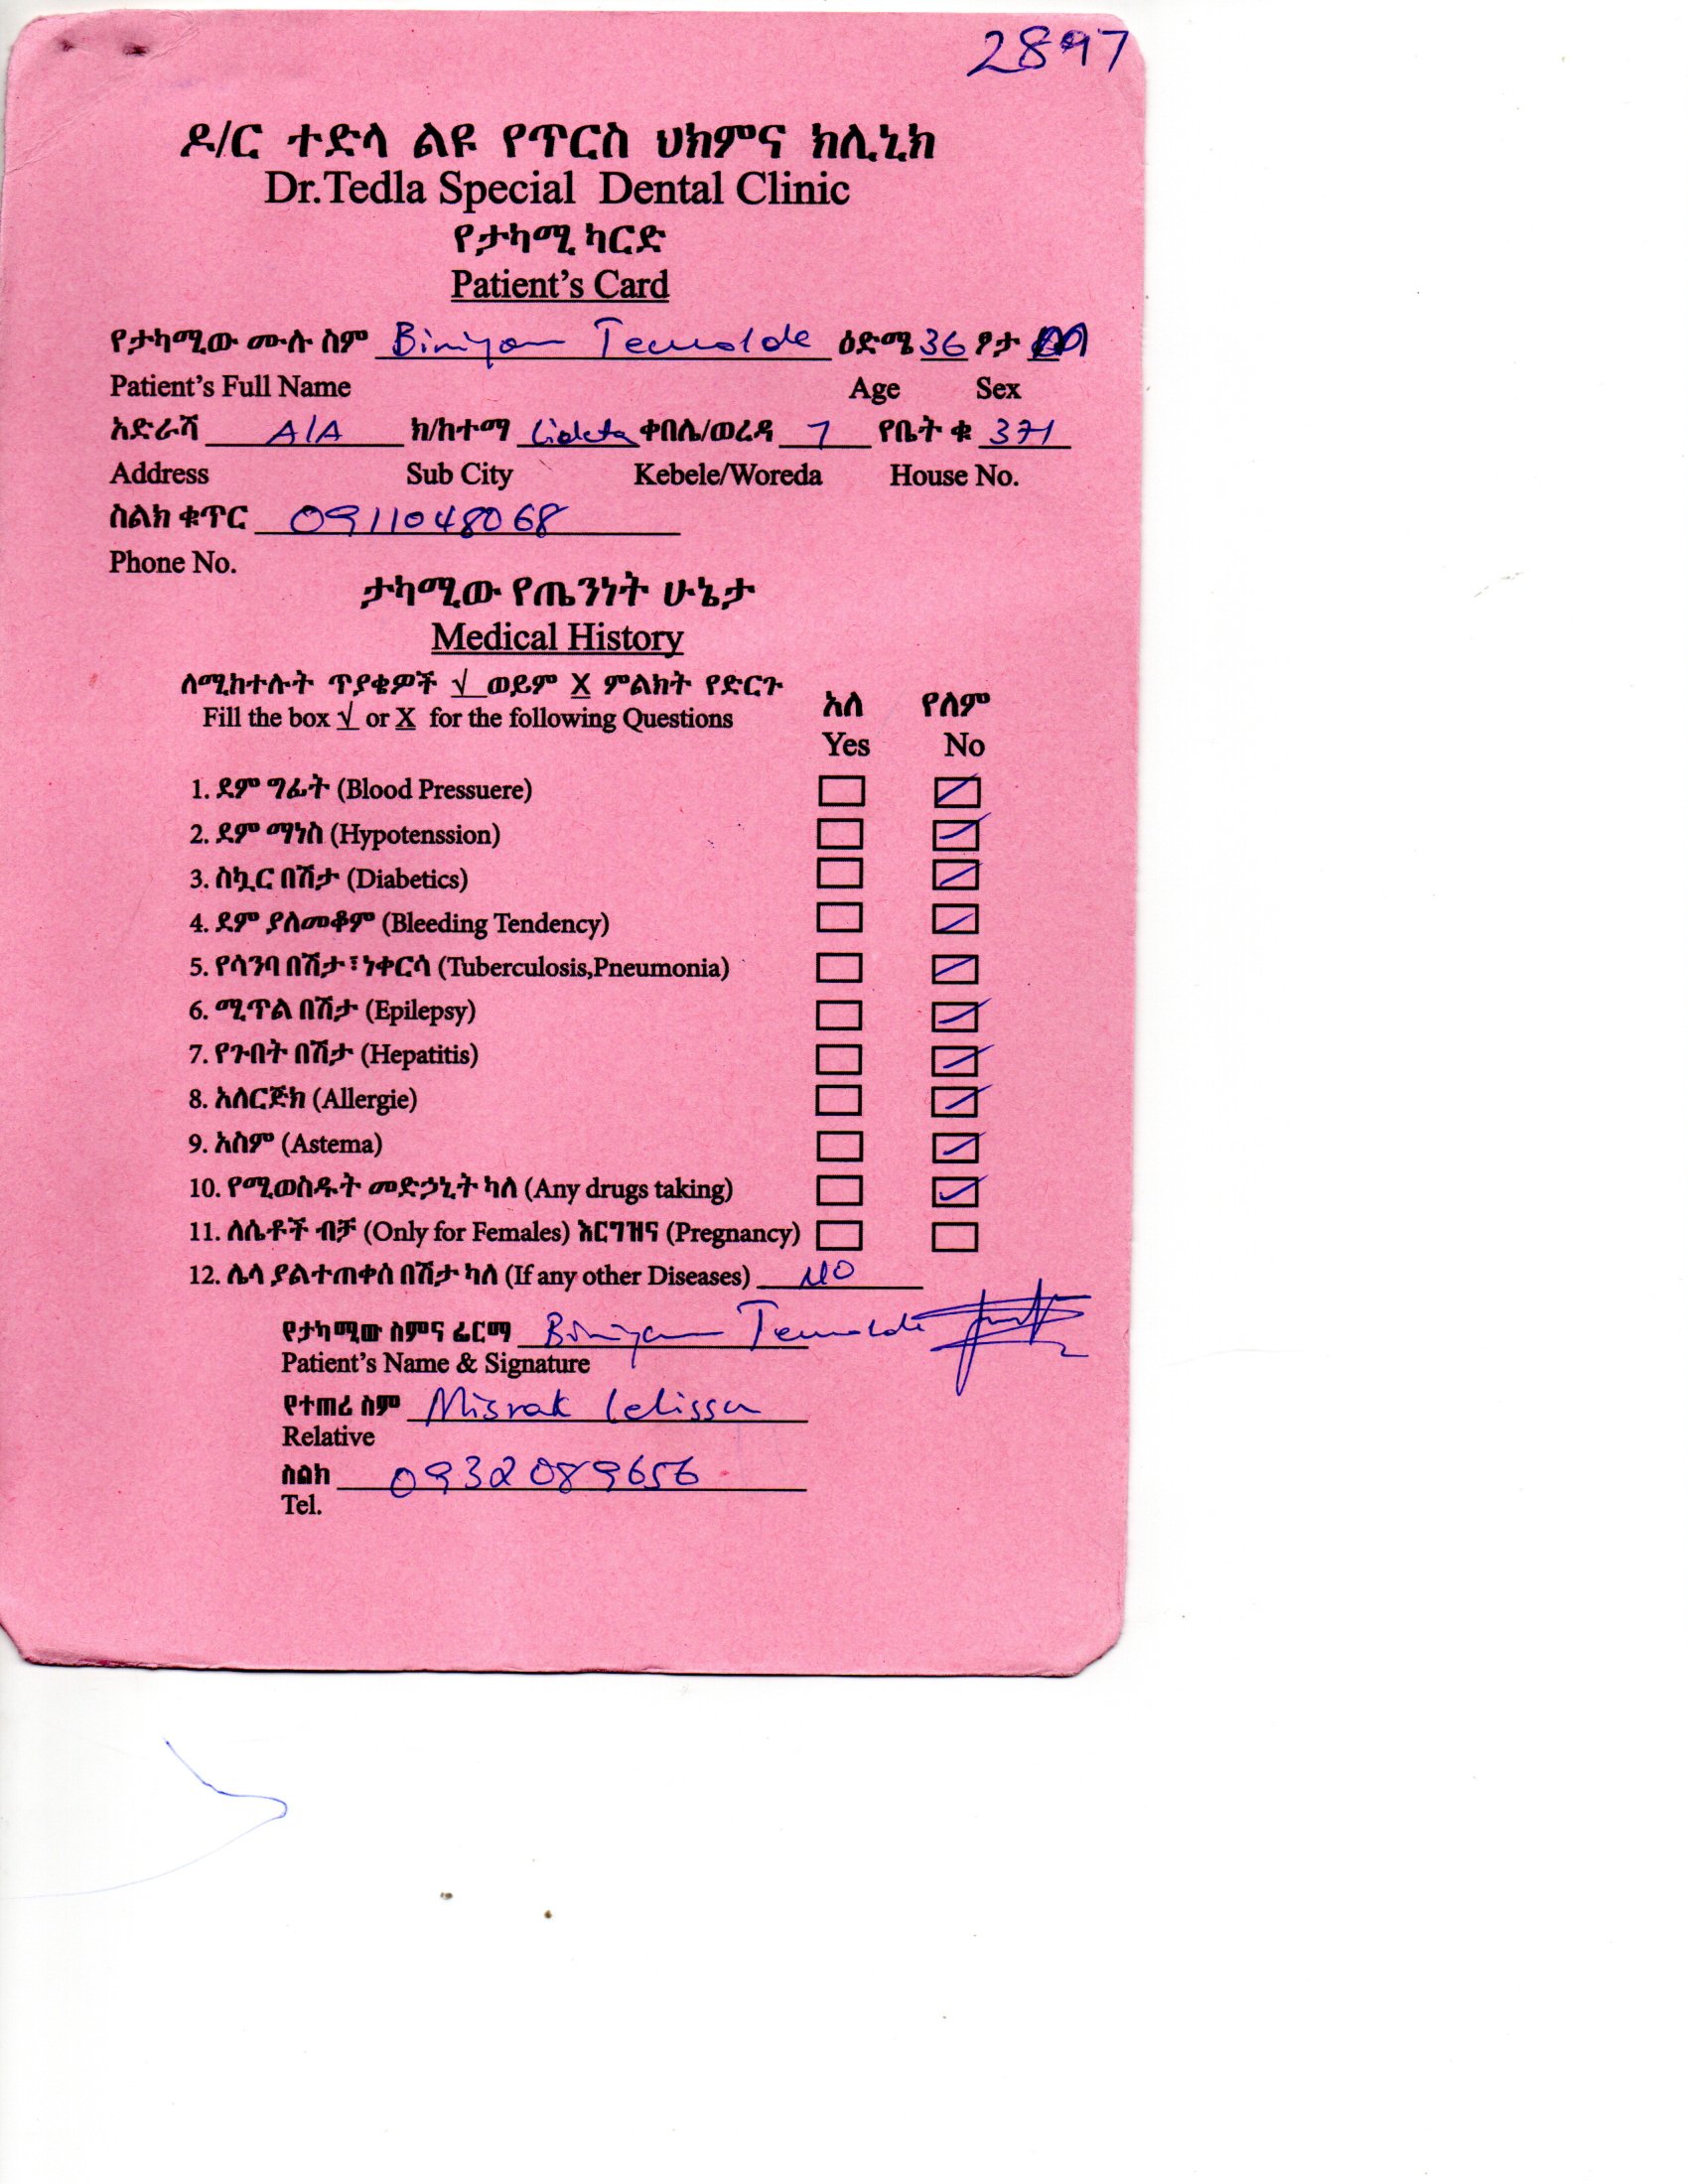 2897
ዶ/ር ተድላ ልዩ የጥርስ ህክምና ክሊኒክ
Dr. Tedla Special Dental Clinic
የታካሚ ካርድ
Patient's Card
የታካሚው ሙሉ ስም Biniyam ዕድሜ 36 ፆታ M
Patient's Full Name Age Sex
አድራሻ A/A ክ/ከተማ Lideta ቀበሌ/ወረዳ 7 የቤት ቁ 371
Address Sub City Kebele/Woreda House No.
ስልክ ቁጥር 0911048068
Phone No.
ታካሚው የጤንነት ሁኔታ
Medical History
ለሚከተሉት ጥያቄዎች √ ወይም X ምልክት የድርጉ
Fill the box √ or X for the following Questions
አለ የለም
Yes No
1. ደም ግፊት (Blood Pressuere)
2. ደም ማነስ (Hypotenssion)
3. ስኳር በሽታ (Diabetics)
4. ደም ያለመቆም (Bleeding Tendency)
5. የሳንባ በሽታ፣ነቀርሳ (Tuberculosis,Pneumonia)
6. ሚጥል በሽታ (Epilepsy)
7. የጉበት በሽታ (Hepatitis)
8. አለርጅክ (Allergie)
9. አስም (Astema)
10. የሚወስዱት መድኃኒት ካለ (Any drugs taking)
11. ለሴቶች ብቻ (Only for Females) እርግዝና (Pregnancy)
12. ሌላ ያልተጠቀሰ በሽታ ካለ (If any other Diseases) NO
የታካሚው ስምና ፊርማ Biniyam
Patient's Name & Signature
የተጠሪ ስም Misrak Lelissa
Relative
ስልክ 0932089656
Tel.